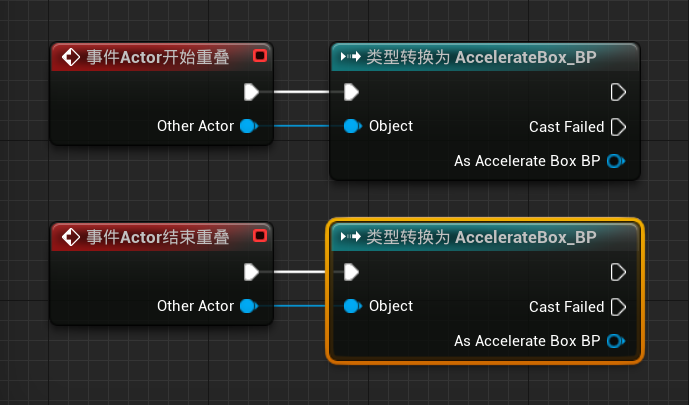 事件Actor开始重叠
类型转换为 AccelerateBox_BP
Other Actor
Object
Cast Failed
As Accelerate Box BP
事件Actor结束重叠
类型转换为 AccelerateBox_BP
Other Actor
Object
Cast Failed
As Accelerate Box BP